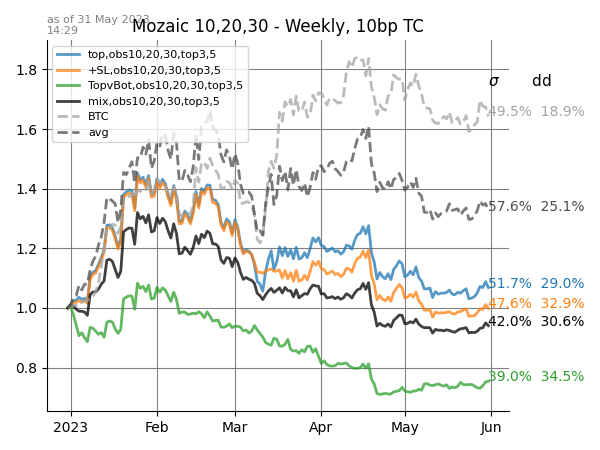 as of 31 May 2023
14:29
Mozaic 10,20,30 - Weekly, 10bp TC
top,obs10,20,30,top3,5
+SL,obs10,20,30,top3,5
TopvBot,obs10,20,30,top3,5
mix,obs10,20,30,top3,5
BTC
avg
σ dd
49.5% 18.9%
57.6% 25.1%
51.7% 29.0%
47.6% 32.9%
42.0% 30.6%
39.0% 34.5%
1.8
1.6
1.4
1.2
1.0
0.8
2023 Feb Mar Apr May Jun